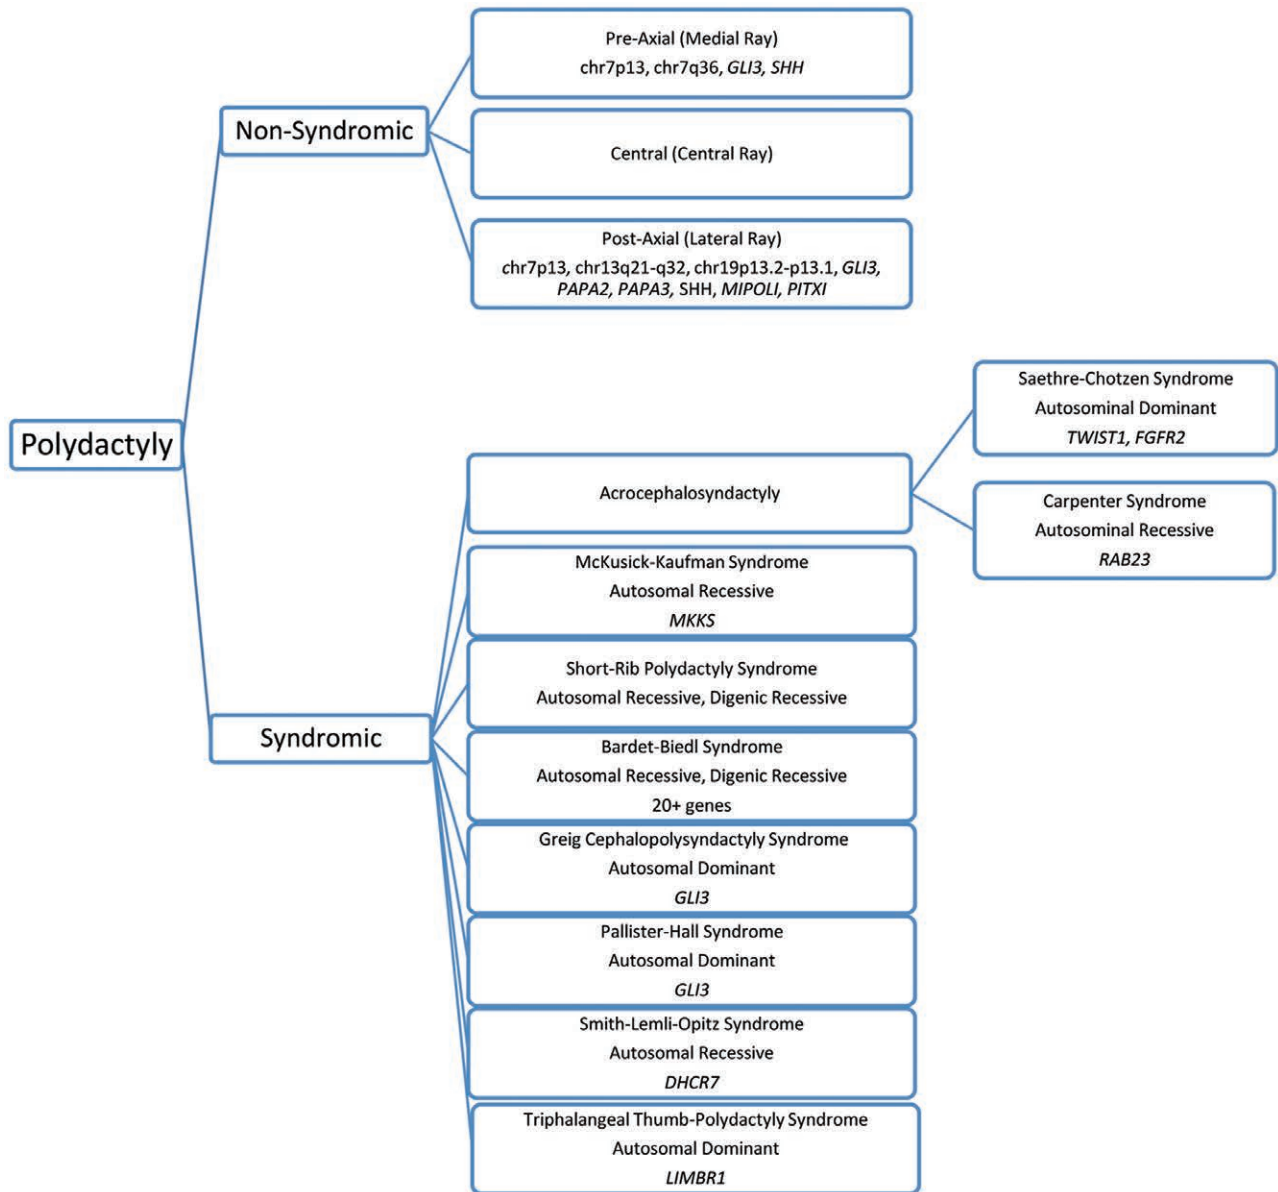 Pre-Axial (Medial Ray)
chr7p13, chr7q36, GLI3, SHH
Non-Syndromic
Central (Central Ray)
Post-Axial (Lateral Ray)
chr7p13, chr13q21-q32, chr19p13.2-p13.1, GLI3,
PAPA2, PAPA3, SHH, MIPOLI, PITXI
Polydactyly
Saethre-Chotzen Syndrome
Autosominal Dominant
TWIST1, FGFR2
Acrocephalosyndactyly
Carpenter Syndrome
Autosominal Recessive
RAB23
McKusick-Kaufman Syndrome
Autosomal Recessive
MKKS
Short-Rib Polydactyly Syndrome
Autosomal Recessive, Digenic Recessive
Syndromic
Bardet-Biedl Syndrome
Autosomal Recessive, Digenic Recessive
20+ genes
Greig Cephalopolysyndactyly Syndrome
Autosomal Dominant
GLI3
Pallister-Hall Syndrome
Autosomal Dominant
GLI3
Smith-Lemli-Opitz Syndrome
Autosomal Recessive
DHCR7
Triphalangeal Thumb-Polydactyly Syndrome
Autosomal Dominant
LIMBR1